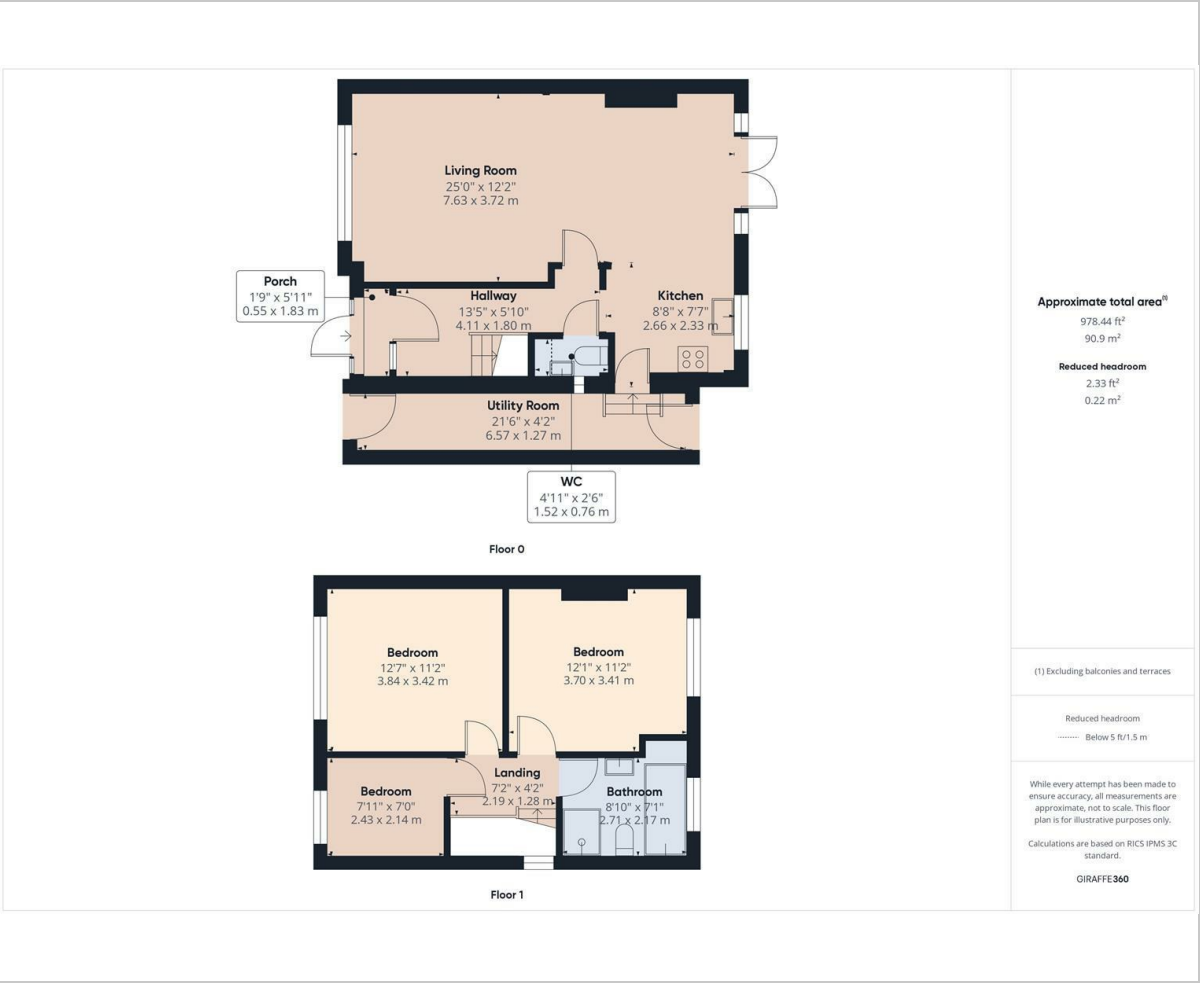 Living Room
25'0" x 12'2"
7.63 x 3.72 m
Porch
1'9" x 5'11"
0.55 x 1.83 m
Hallway
13'5" x 5'10"
4.11 x 1.80 m
Kitchen
8'8" x 7'7"
2.66 x 2.33 m
Utility Room
21'6" x 4'2"
6.57 x 1.27 m
WC
4'11" x 2'6"
1.52 x 0.76 m
Floor 0
Bedroom
12'7" x 11'2"
3.84 x 3.42 m
Bedroom
12'1" x 11'2"
3.70 x 3.41 m
Bedroom
7'11" x 7'0"
2.43 x 2.14 m
Landing
7'2" x 4'2"
2.19 x 1.28 m
Bathroom
8'10" x 7'1"
2.71 x 2.17 m
Floor 1
Approximate total area⁽¹⁾
978.44 ft²
90.9 m²
Reduced headroom
2.33 ft²
0.22 m²
(1) Excluding balconies and terraces
Reduced headroom
Below 5 ft/1.5 m
While every attempt has been made to
ensure accuracy, all measurements are
approximate, not to scale. This floor
plan is for illustrative purposes only.
Calculations are based on RICS IPMS 3C
standard.
GIRAFFE360